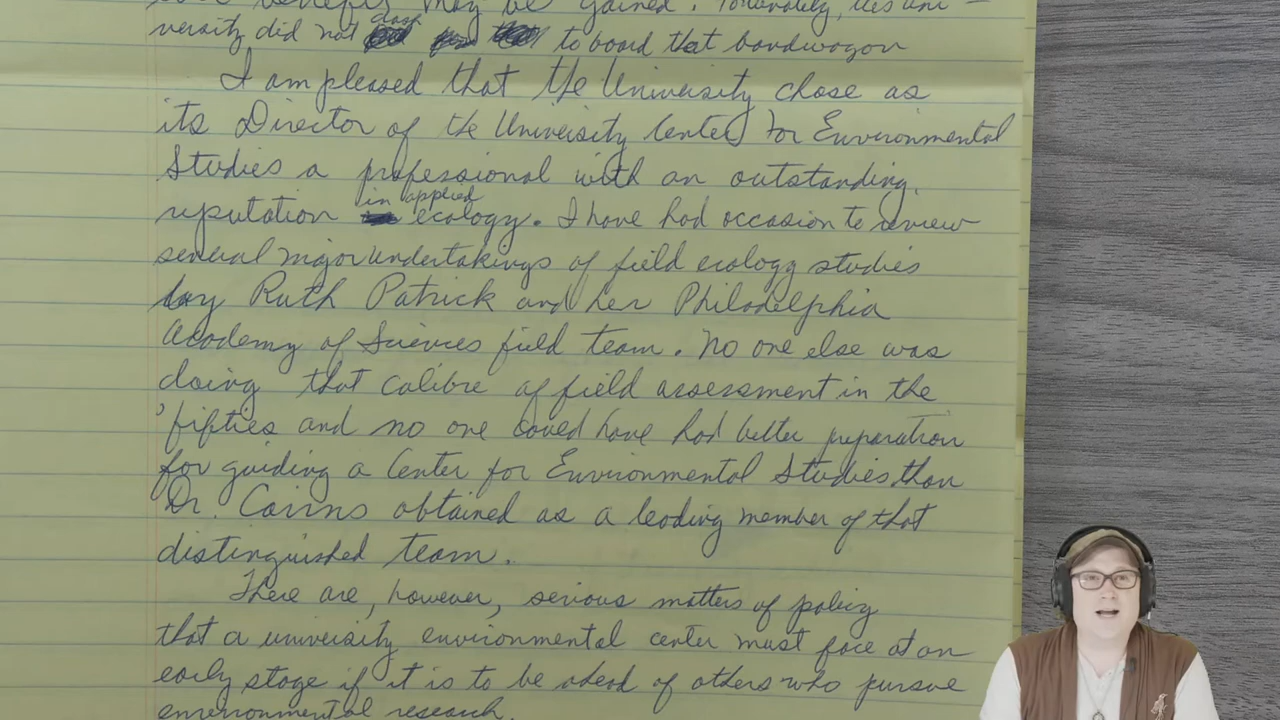 may be gained. Fortunately, this uni-
versity did not dash to board that bandwagon
I am pleased that the University chose as
its Director of the University Center for Environmental
Studies a professional with an outstanding
reputation in applied ecology. I have had occasion to review
several major undertakings of field ecology studies
by Ruth Patrick and her Philadelphia
Academy of Sciences field team. No one else was
doing that calibre of field assessment in the
'fifties and no one could have had better preparation
for guiding a Center for Environmental Studies than
Dr. Cairns obtained as a leading member of that
distinguished team.
There are, however, serious matters of policy
that a university environmental center must face at an
early stage if it is to be ahead of others who pursue
environmental research.